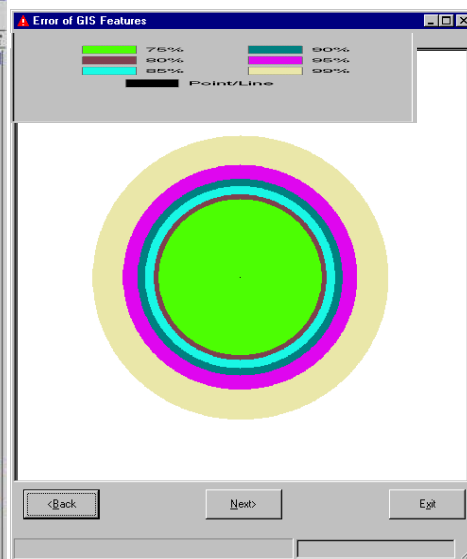 Error of GIS Features
75% 90%
80% 95%
85% 99%
Point/Line
<Back Next> Exit